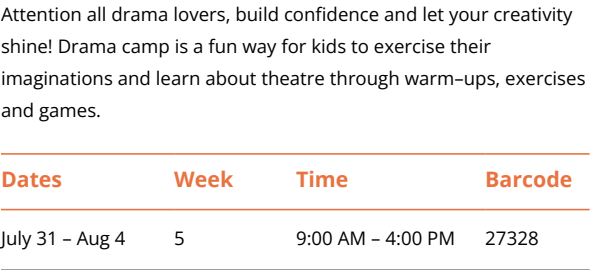 Attention all drama lovers, build confidence and let your creativity
shine! Drama camp is a fun way for kids to exercise their
imaginations and learn about theatre through warm–ups, exercises
and games.
Dates Week Time Barcode
July 31 – Aug 4 5 9:00 AM – 4:00 PM 27328